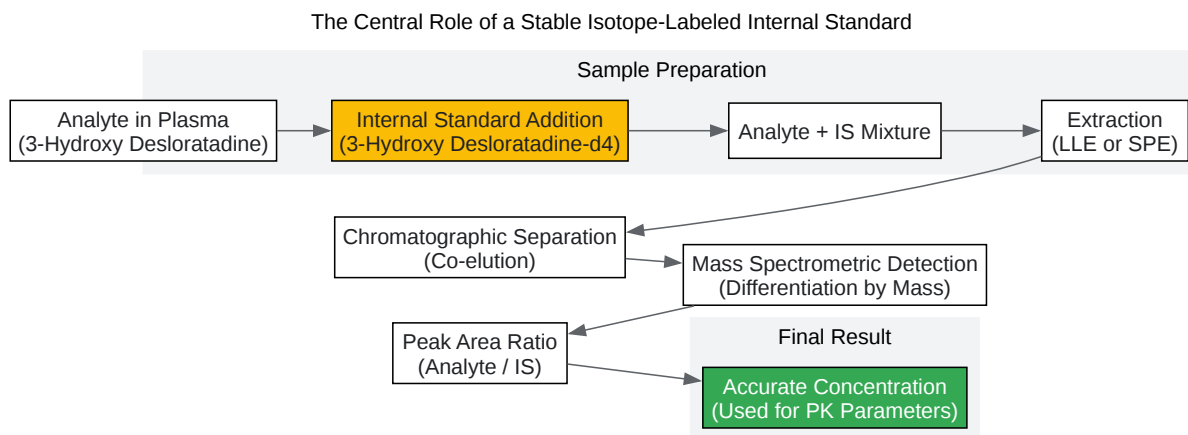 The Central Role of a Stable Isotope-Labeled Internal Standard
Sample Preparation
Analyte in Plasma
(3-Hydroxy Desloratadine)
Internal Standard Addition
(3-Hydroxy Desloratadine-d4)
Analyte + IS Mixture
Extraction
(LLE or SPE)
Chromatographic Separation
(Co-elution)
Mass Spectrometric Detection
(Differentiation by Mass)
Peak Area Ratio
(Analyte / IS)
Final Result
Accurate Concentration
(Used for PK Parameters)